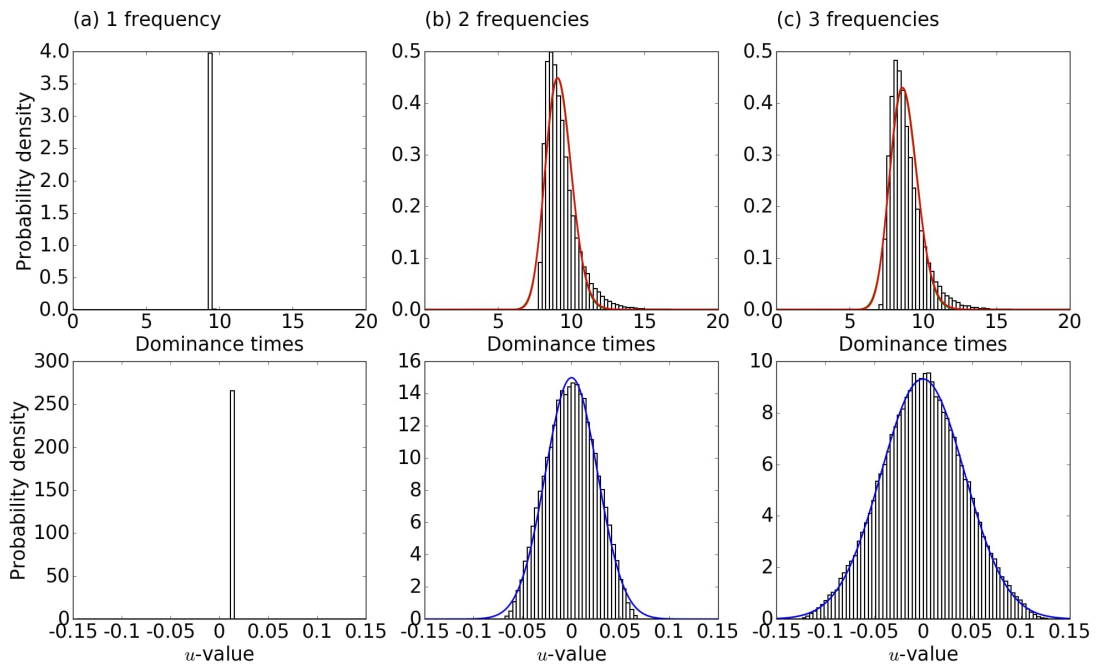 (a) 1 frequency
(b) 2 frequencies
(c) 3 frequencies
Probability density
4.0
3.5
3.0
2.5
2.0
1.5
1.0
0.5
0.0
0 5 10 15 20
Dominance times
0.5
0.4
0.3
0.2
0.1
0.0
0 5 10 15 20
Dominance times
0.5
0.4
0.3
0.2
0.1
0.0
0 5 10 15 20
Dominance times
Probability density
300
250
200
150
100
50
0
-0.15 -0.1 -0.05 0 0.05 0.1 0.15
u-value
16
14
12
10
8
6
4
2
0
-0.15 -0.1 -0.05 0 0.05 0.1 0.15
u-value
10
8
6
4
2
0
-0.15 -0.1 -0.05 0 0.05 0.1 0.15
u-value